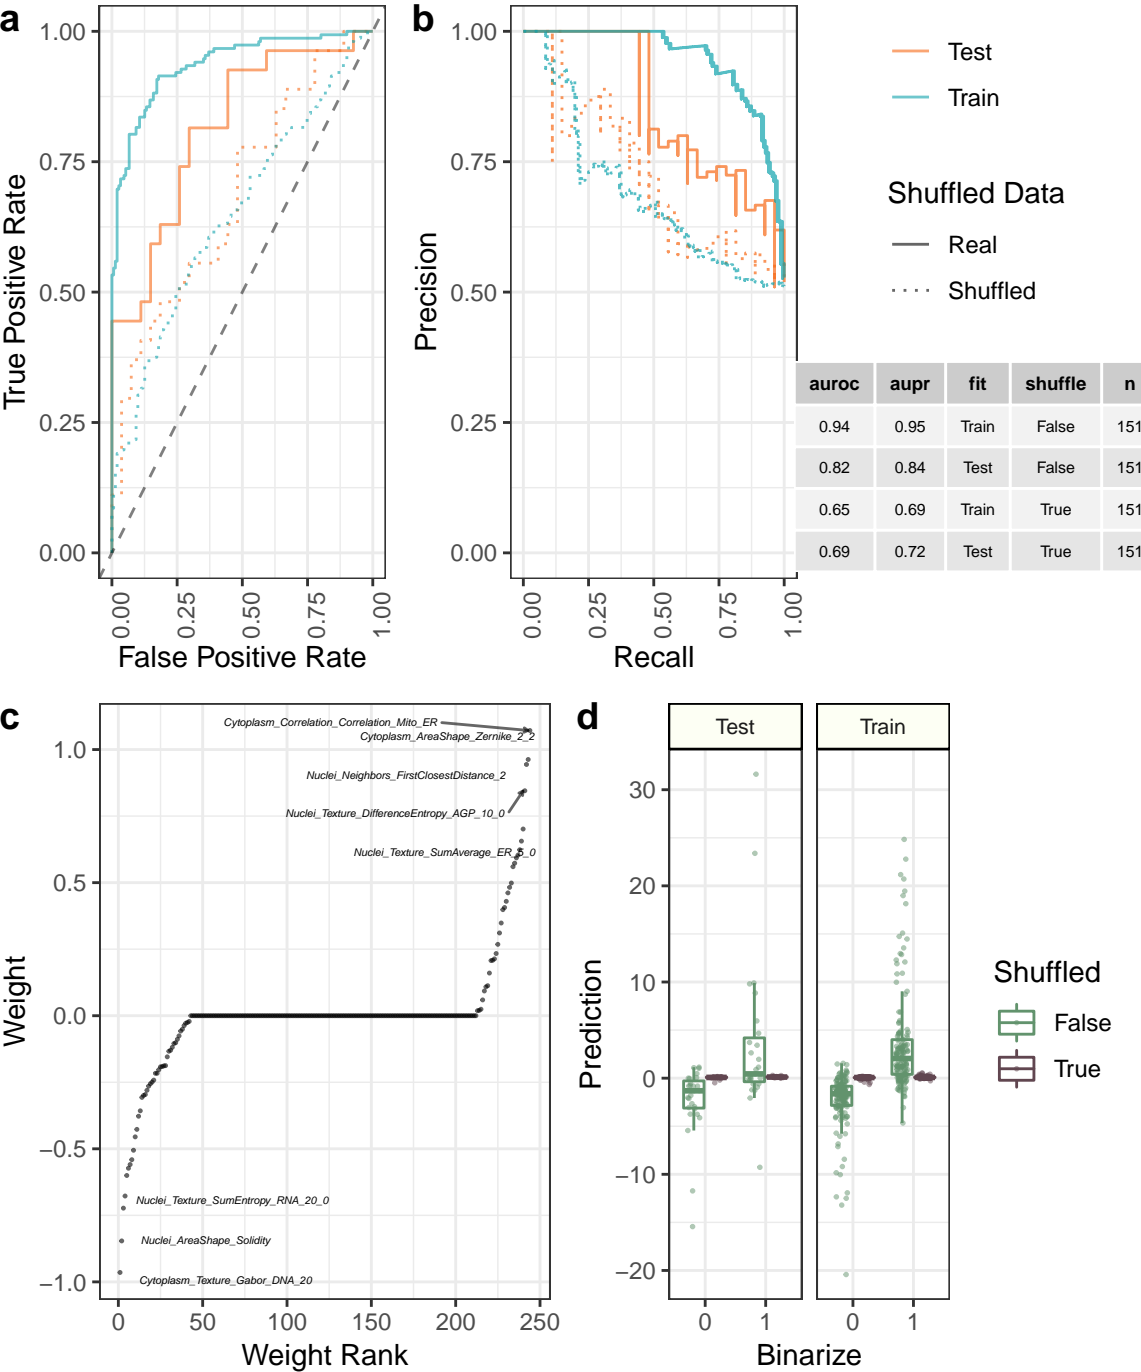 a
True Positive Rate
1.00
0.75
0.50
0.25
0.00
0.00
0.25
0.50
0.75
1.00
False Positive Rate
b
Precision
1.00
0.75
0.50
0.25
0.00
0.00
0.25
0.50
0.75
1.00
Recall
Test
Train
Shuffled Data
Real
Shuffled
auroc aupr fit shuffle n
0.94 0.95 Train False 151
0.82 0.84 Test False 151
0.65 0.69 Train True 151
0.69 0.72 Test True 151
c
Weight
1.0
0.5
0.0
−0.5
−1.0
Cytoplasm_Correlation_Correlation_Mito_ER
Cytoplasm_AreaShape_Zernike_2_2
Nuclei_Neighbors_FirstClosestDistance_2
Nuclei_Texture_DifferenceEntropy_AGP_10_0
Nuclei_Texture_SumAverage_ER_5_0
Nuclei_Texture_SumEntropy_RNA_20_0
Nuclei_AreaShape_Solidity
Cytoplasm_Texture_Gabor_DNA_20
0 50 100 150 200 250
Weight Rank
d
Test Train
Prediction
30
20
10
0
−10
−20
0 1 0 1
Binarize
Shuffled
False
True